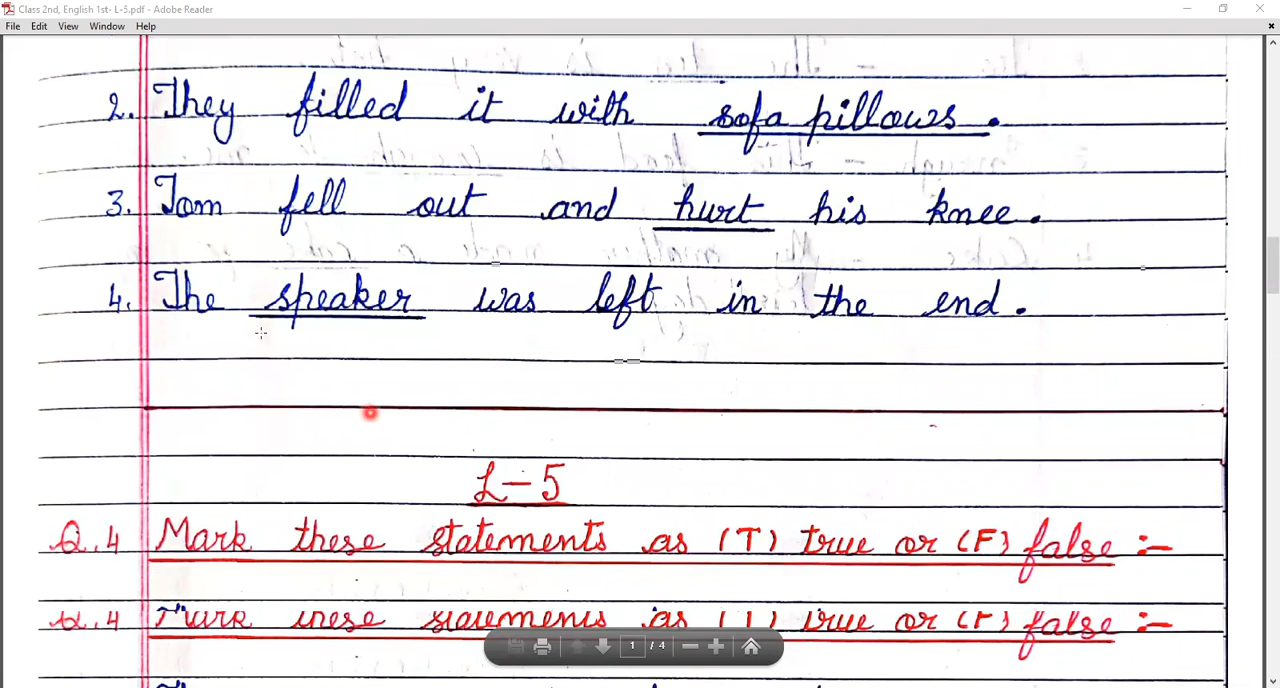 Class 2nd, English 1st- L-5.pdf - Adobe Reader
File Edit View Window Help
2. They filled it with sofa pillows.
3. Tom fell out and hurt his knee.
4. The speaker was left in the end.
L-5
Q.4 Mark these statements as (T) true or (F) false :-
Q.4 Mark these statements as (T) true or (F) false :-
1 / 4